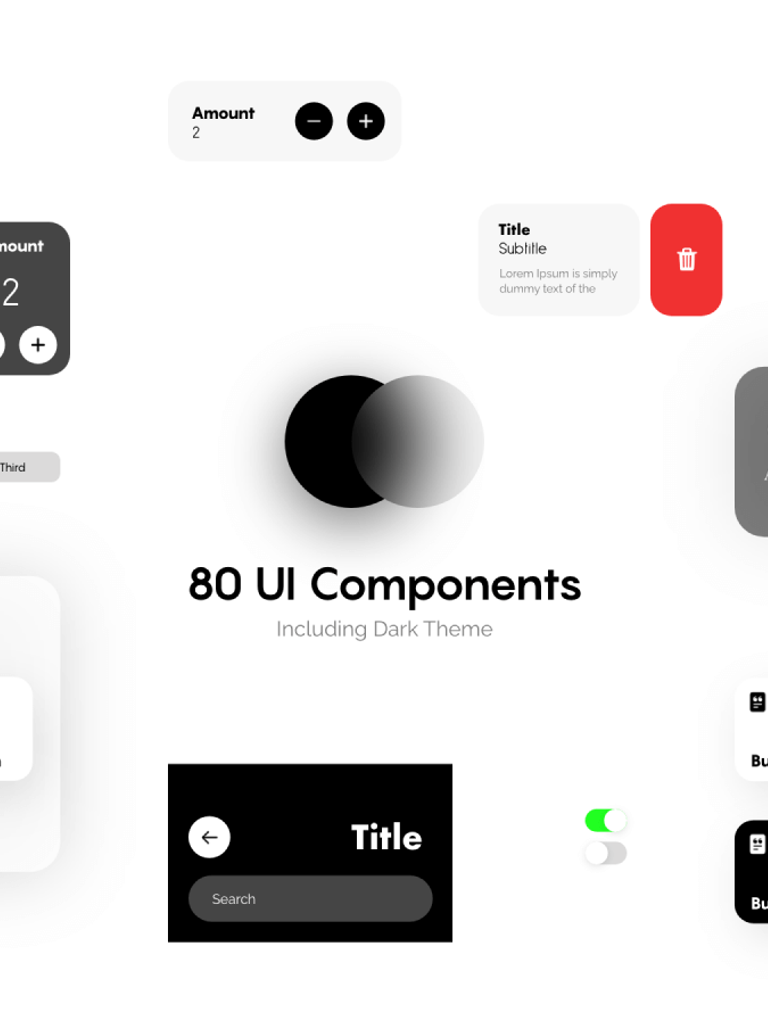 Amount
2
mount
2
Title
Subtitle
Lorem Ipsum is simply
dummy text of the
Third
80 UI Components
Including Dark Theme
Title
Search
Bu
Bu